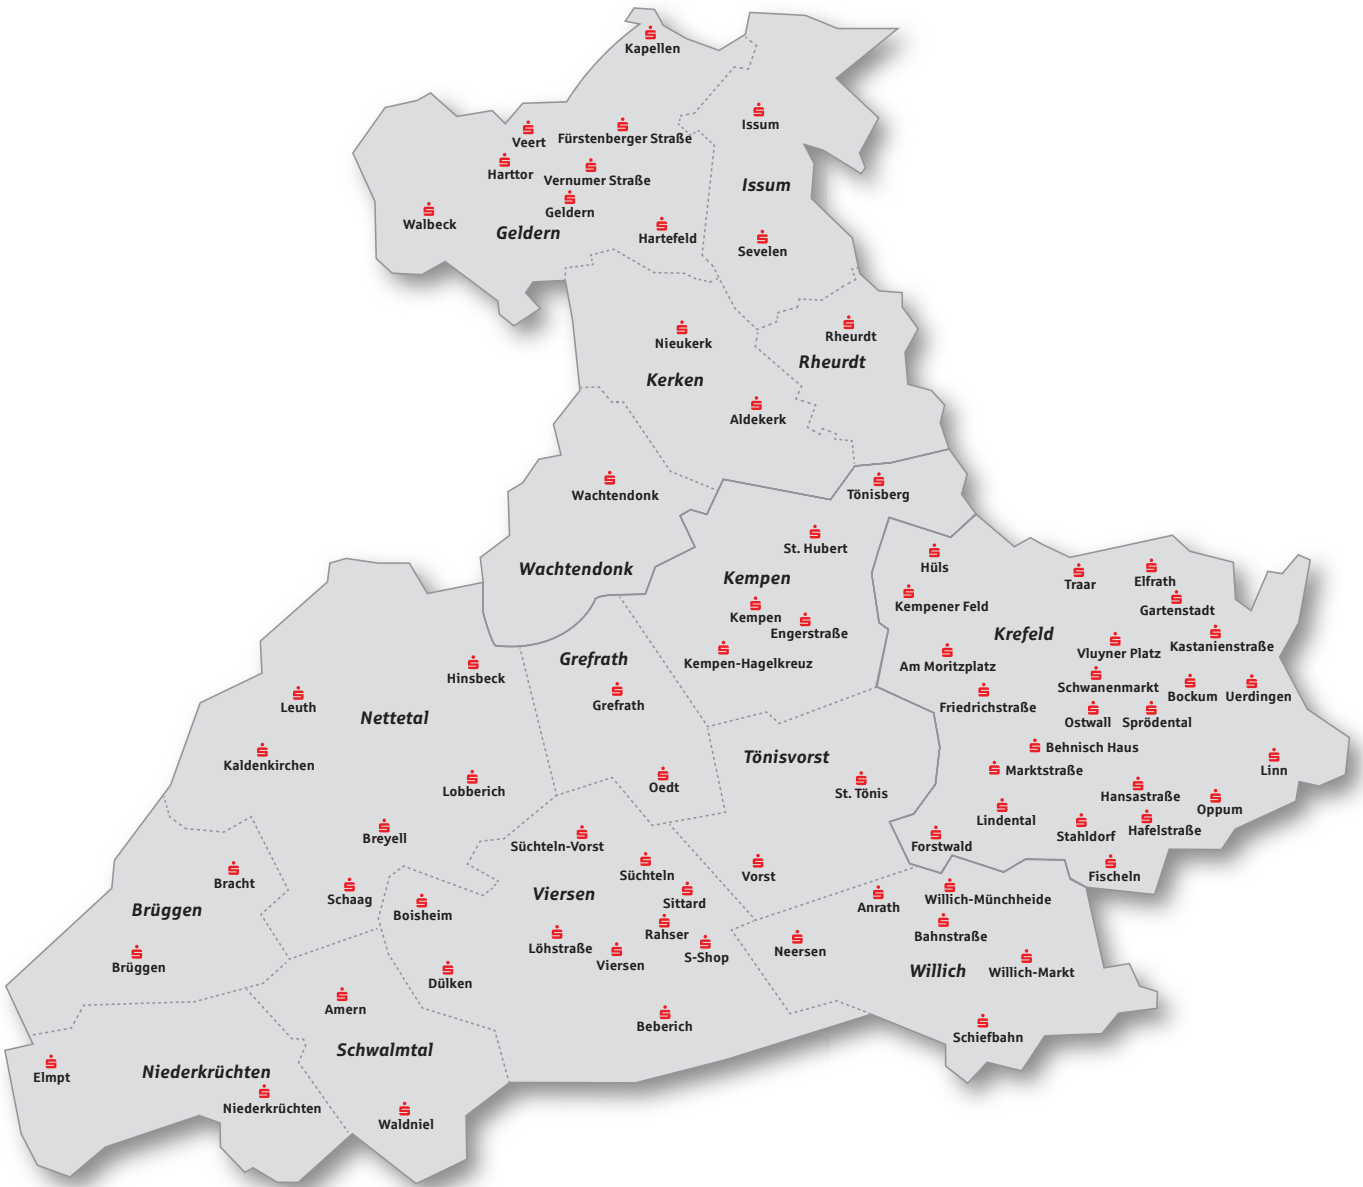 Kapellen
Issum
Veert
Fürstenberger Straße
Harttor
Vernumer Straße
Issum
Geldern
Walbeck
Geldern
Hartefeld
Sevelen
Nieukerk
Rheurdt
Rheurdt
Kerken
Aldekerk
Wachtendonk
Tönisberg
St. Hubert
Wachtendonk
Kempen
Hüls
Traar
Elfrath
Kempener Feld
Gartenstadt
Kempen
Engerstraße
Krefeld
Kastanienstraße
Vluyner Platz
Grefrath
Kempen-Hagelkreuz
Am Moritzplatz
Hinsbeck
Schwanenmarkt
Bockum
Uerdingen
Leuth
Grefrath
Friedrichstraße
Nettetal
Ostwall
Sprödental
Behnisch Haus
Kaldenkirchen
Tönisvorst
Marktstraße
Linn
Lobberich
Oedt
St. Tönis
Hansastraße
Oppum
Lindental
Breyell
Süchteln-Vorst
Forstwald
Stahldorf
Hafelstraße
Bracht
Süchteln
Vorst
Fischeln
Schaag
Viersen
Sittard
Anrath
Willich-Münchheide
Brüggen
Boisheim
Rahser
Bahnstraße
Löhstraße
Viersen
S-Shop
Neersen
Brüggen
Dülken
Willich
Willich-Markt
Amern
Beberich
Schiefbahn
Schwalmtal
Elmpt
Niederkrüchten
Niederkrüchten
Waldniel